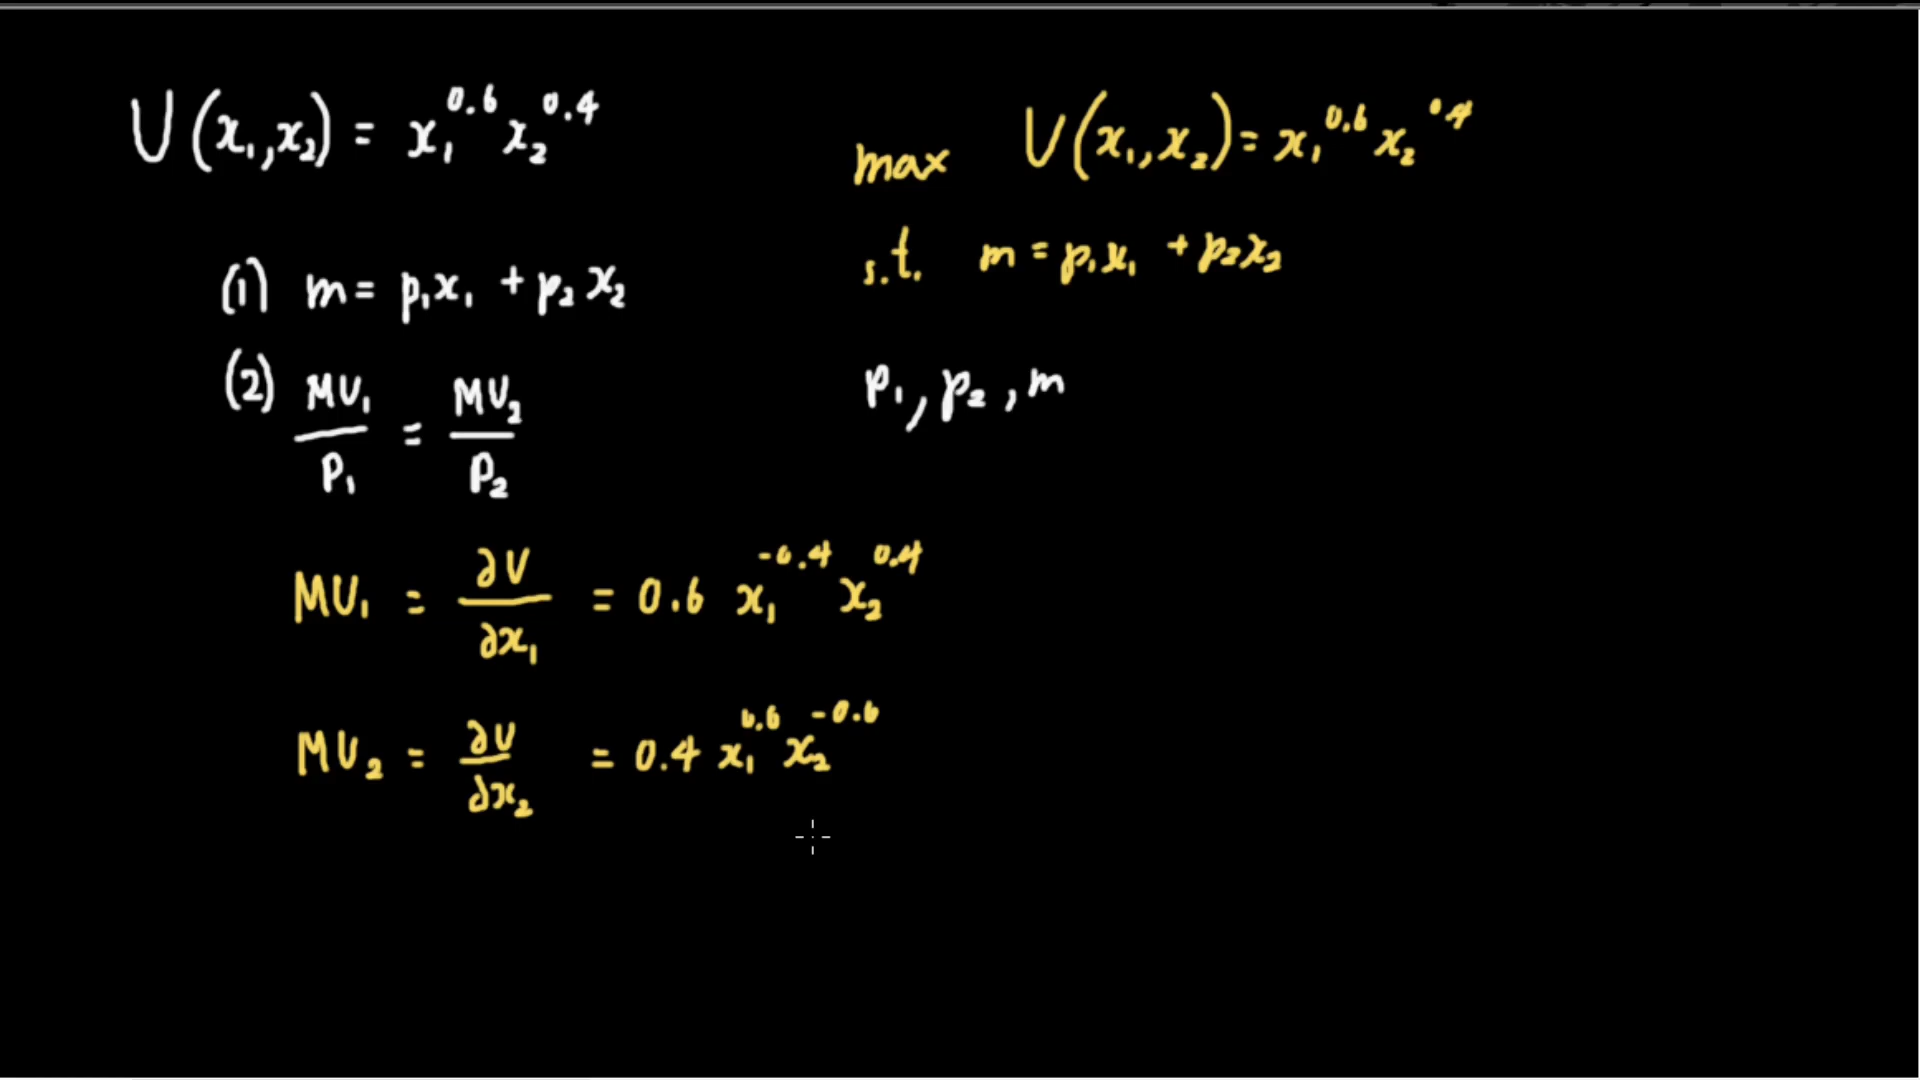 U(x₁,x₂) = x₁^0.6 x₂^0.4
(1) m = p₁x₁ + p₂x₂
(2) MU₁/P₁ = MU₂/P₂
MU₁ = ∂U/∂x₁ = 0.6 x₁^-0.4 x₂^0.4
MU₂ = ∂U/∂x₂ = 0.4 x₁^0.6 x₂^-0.6
max U(x₁,x₂) = x₁^0.6 x₂^0.4
s.t. m = p₁x₁ + p₂x₂
p₁, p₂, m